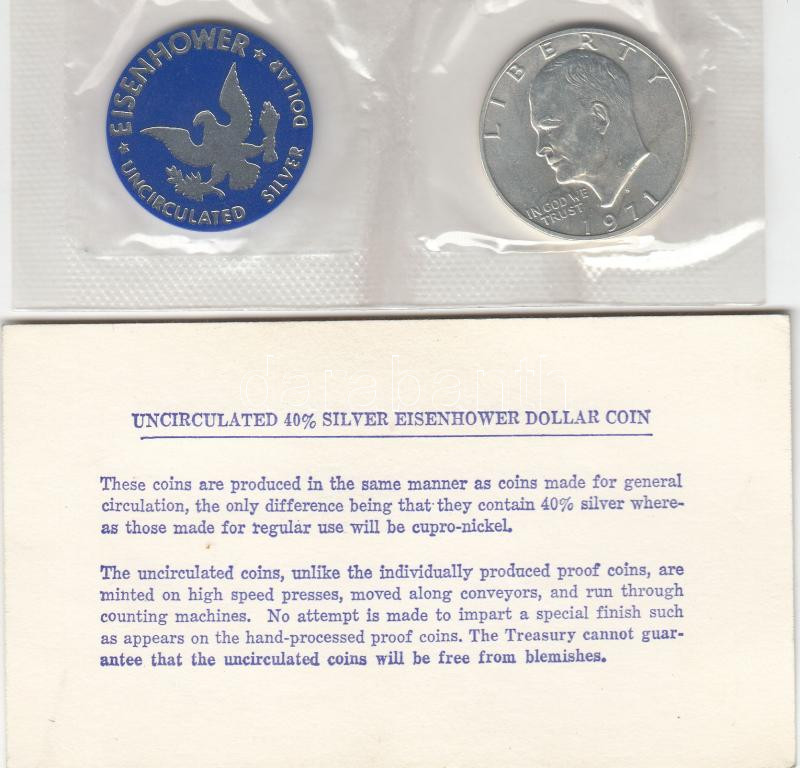 ★ EISENHOWER ★
DOLLAR
UNCIRCULATED SILVER
LIBERTY
IN GOD WE
TRUST
S
1971
UNCIRCULATED 40% SILVER EISENHOWER DOLLAR COIN
These coins are produced in the same manner as coins made for general
circulation, the only difference being that they contain 40% silver where-
as those made for regular use will be cupro-nickel.
The uncirculated coins, unlike the individually produced proof coins, are
minted on high speed presses, moved along conveyors, and run through
counting machines. No attempt is made to impart a special finish such
as appears on the hand-processed proof coins. The Treasury cannot guar-
antee that the uncirculated coins will be free from blemishes.